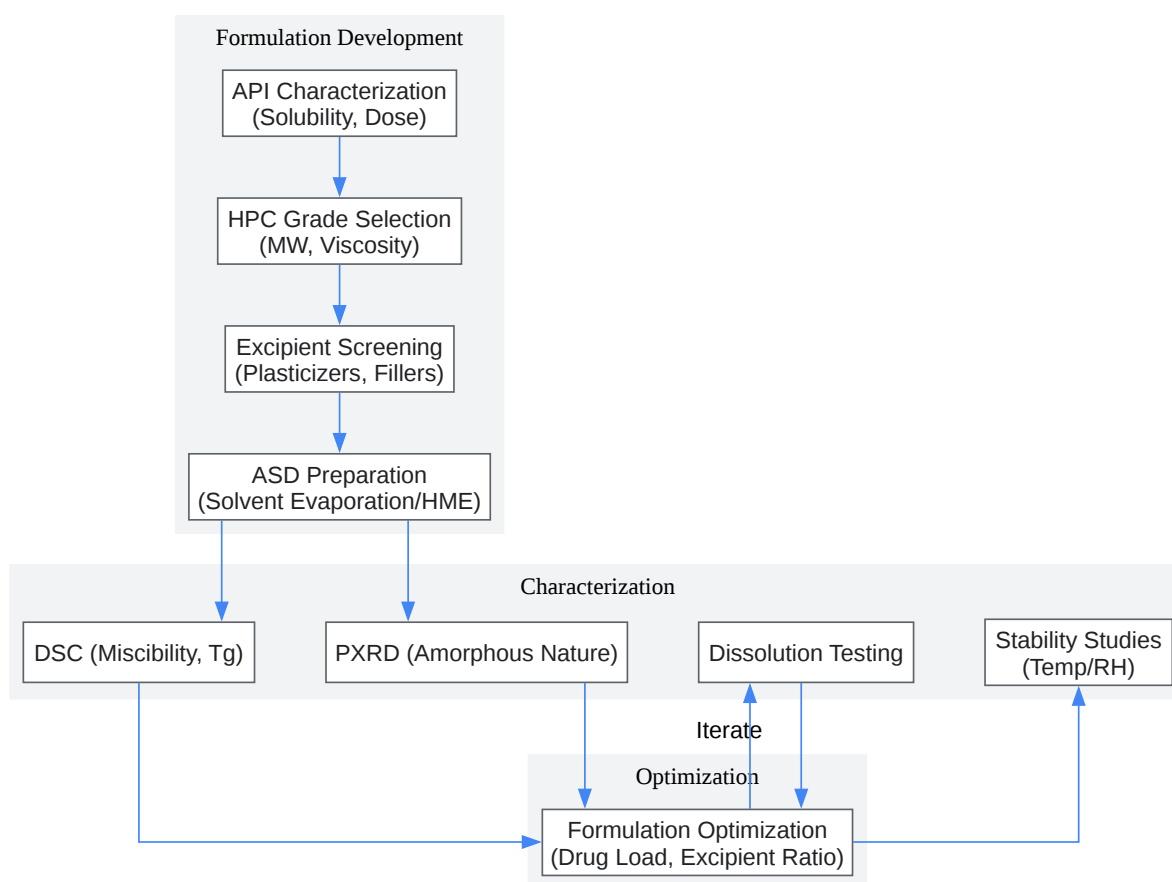 Formulation Development
API Characterization
(Solubility, Dose)
HPC Grade Selection
(MW, Viscosity)
Excipient Screening
(Plasticizers, Fillers)
ASD Preparation
(Solvent Evaporation/HME)
Characterization
DSC (Miscibility, Tg)
PXRD (Amorphous Nature)
Dissolution Testing
Stability Studies
(Temp/RH)
Iterate
Optimization
Formulation Optimization
(Drug Load, Excipient Ratio)